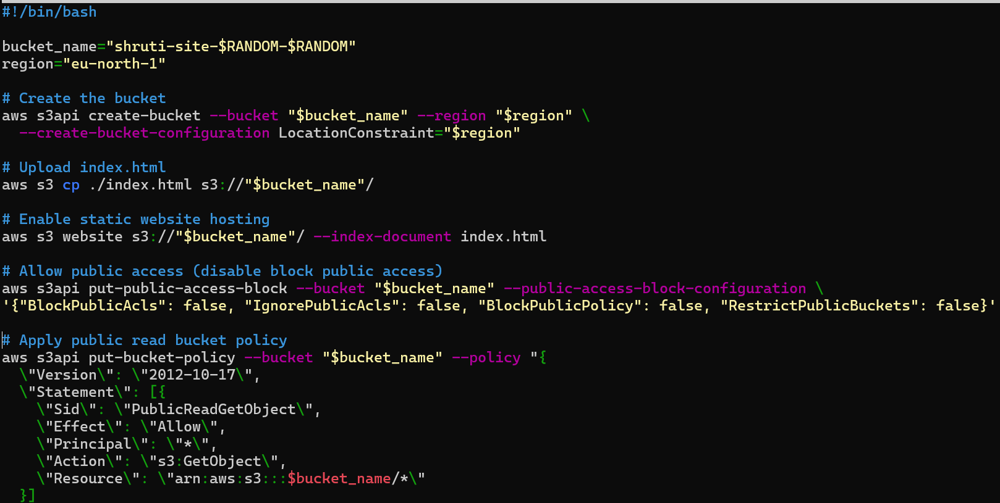 #!/bin/bash

bucket_name="shruti-site-$RANDOM-$RANDOM"
region="eu-north-1"

# Create the bucket
aws s3api create-bucket --bucket "$bucket_name" --region "$region" \
  --create-bucket-configuration LocationConstraint="$region"

# Upload index.html
aws s3 cp ./index.html s3://"$bucket_name"/

# Enable static website hosting
aws s3 website s3://"$bucket_name"/ --index-document index.html

# Allow public access (disable block public access)
aws s3api put-public-access-block --bucket "$bucket_name" --public-access-block-configuration \
'{"BlockPublicAcls": false, "IgnorePublicAcls": false, "BlockPublicPolicy": false, "RestrictPublicBuckets": false}'

# Apply public read bucket policy
aws s3api put-bucket-policy --bucket "$bucket_name" --policy "{
  \"Version\": \"2012-10-17\",
  \"Statement\": [{
    \"Sid\": \"PublicReadGetObject\",
    \"Effect\": \"Allow\",
    \"Principal\": \"*\",
    \"Action\": \"s3:GetObject\",
    \"Resource\": \"arn:aws:s3:::$bucket_name/*\"
  }]